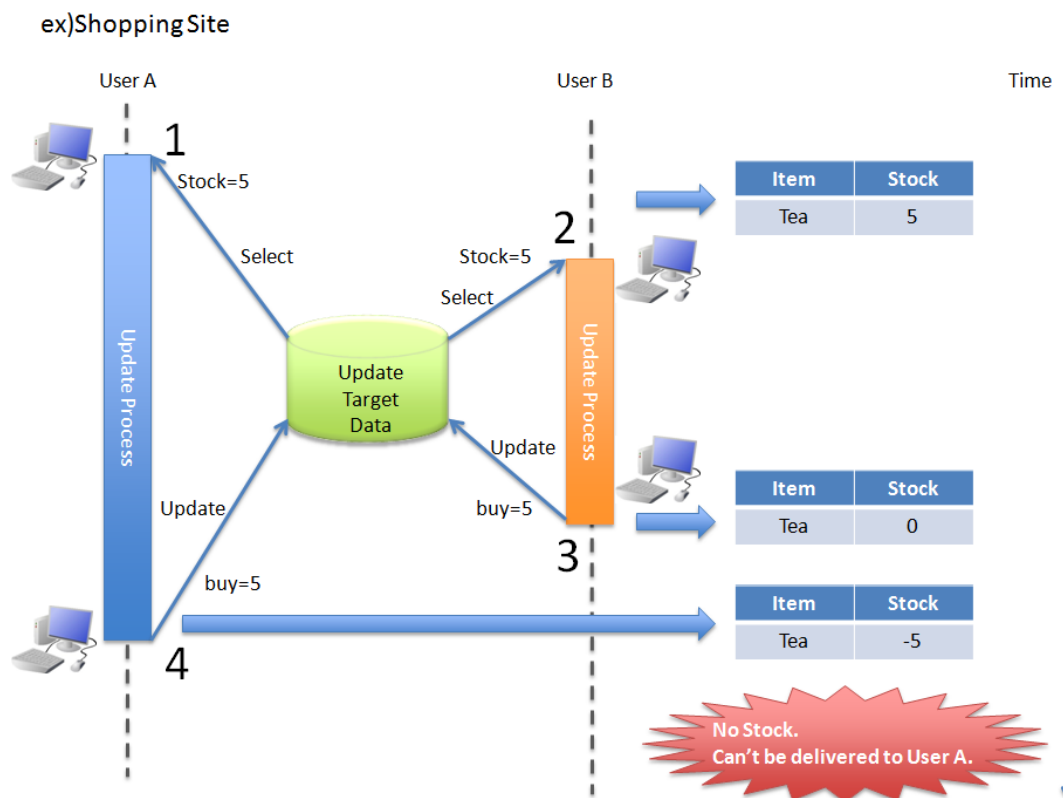 ex)Shopping Site
User A
User B
Time
1
Stock=5
Select
2
Stock=5
Select
Item Stock
Tea 5
Update Process
Update
Target
Data
Update Process
Update
buy=5
3
Item Stock
Tea 0
Update
buy=5
4
Item Stock
Tea -5
No Stock.
Can't be delivered to User A.